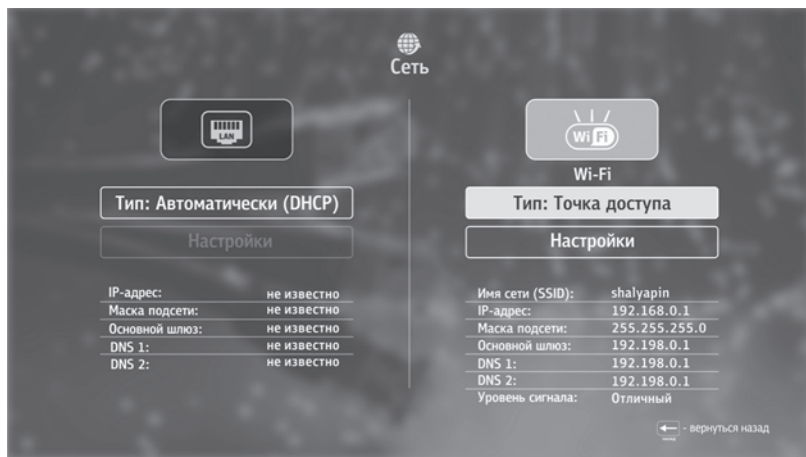 Сеть
LAN
Тип: Автоматически (DHCP)
Настройки
IP-адрес: не известно
Маска подсети: не известно
Основной шлюз: не известно
DNS 1: не известно
DNS 2: не известно
Wi Fi
Wi-Fi
Тип: Точка доступа
Настройки
Имя сети (SSID): shalyapin
IP-адрес: 192.168.0.1
Маска подсети: 255.255.255.0
Основной шлюз: 192.198.0.1
DNS 1: 192.198.0.1
DNS 2: 192.198.0.1
Уровень сигнала: Отличный
- вернуться назад